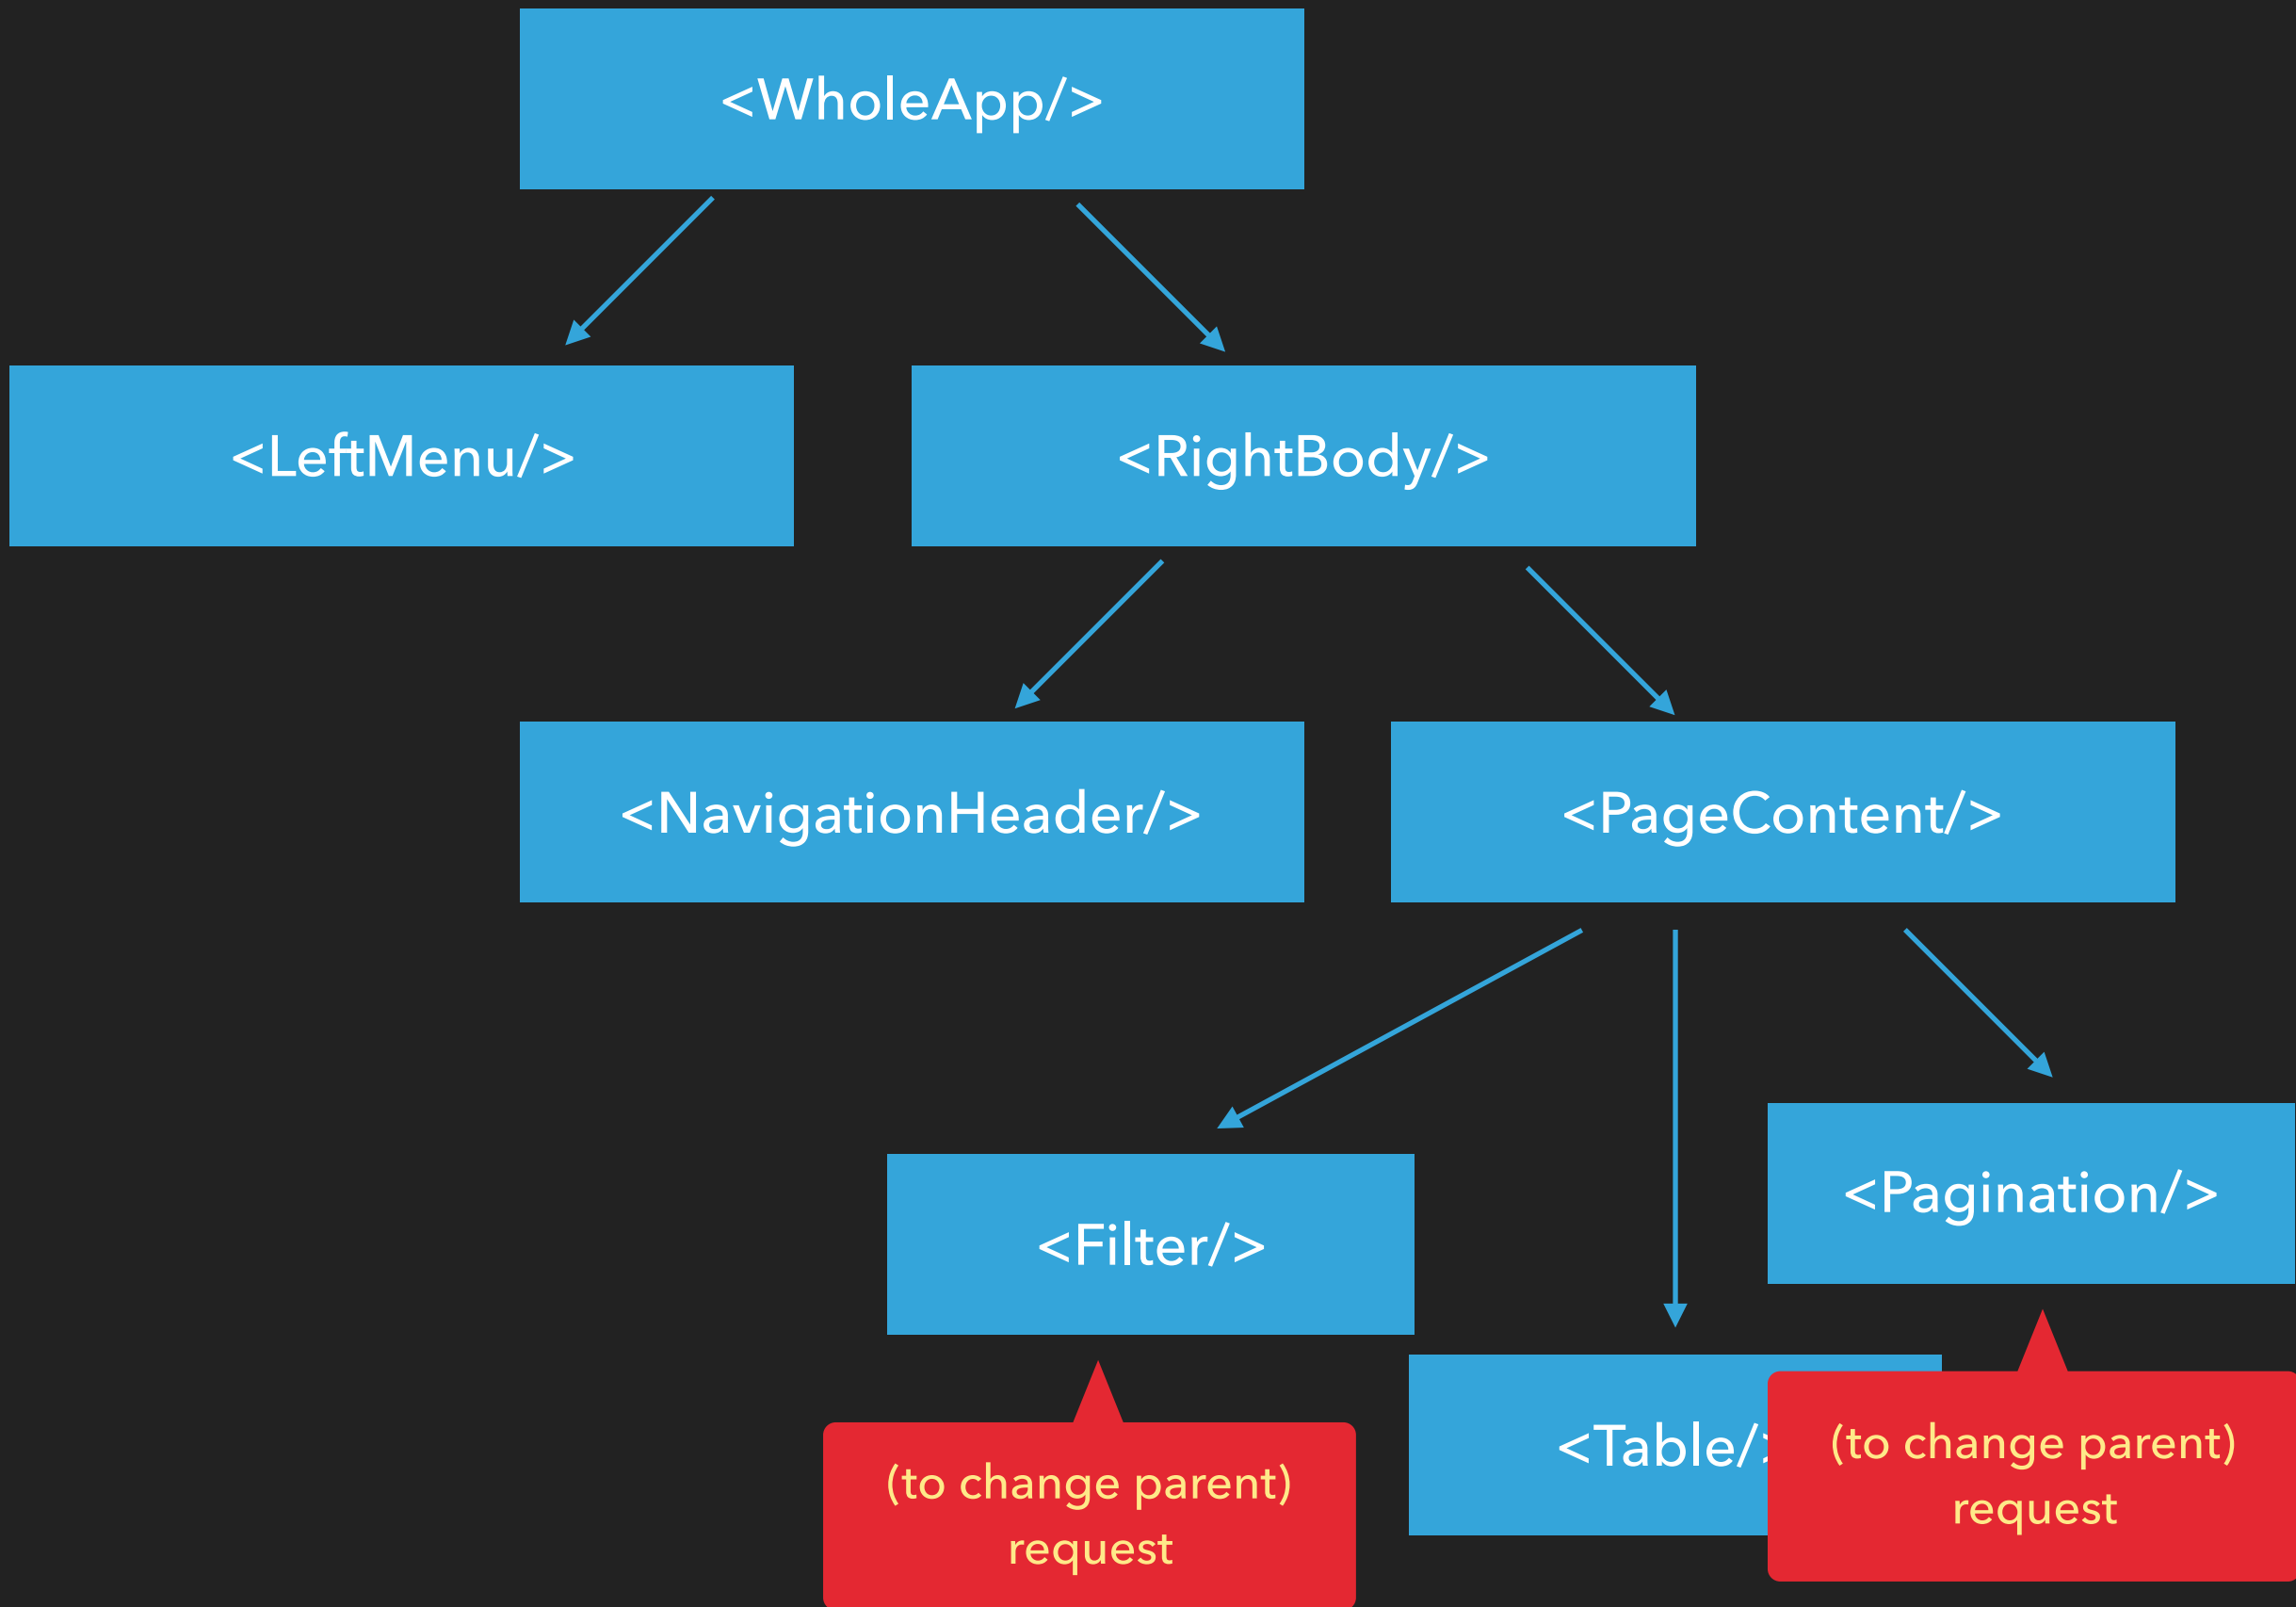 <WholeApp/>
<LeftMenu/>
<RightBody/>
<NavigationHeader/>
<PageContent/>
<Filter/>
<Pagination/>
<Table/>
(to change parent)
request
(to change parent)
request